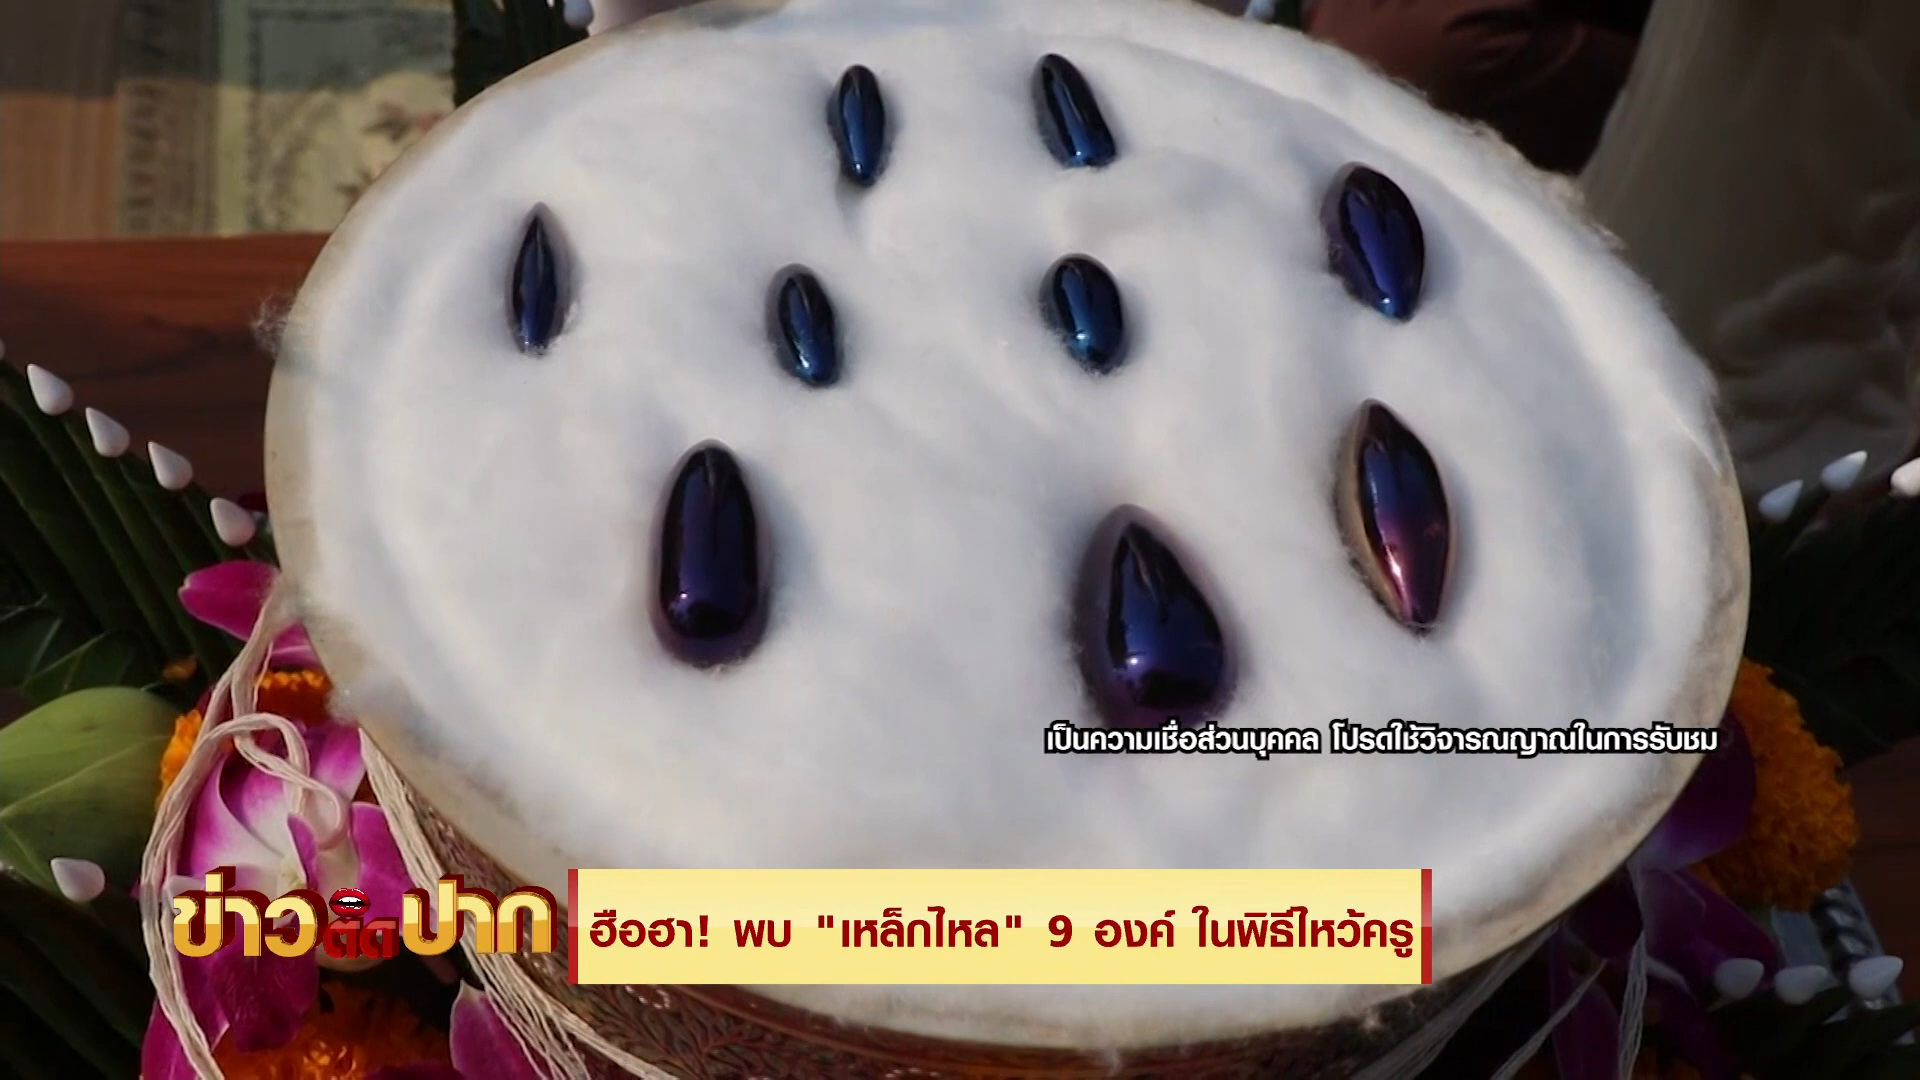 เป็นความเชื่อส่วนบุคคล โปรดใช้วิจารณญาณในการรับชม
ข่าวติดปาก
ฮือฮา! พบ "เหล็กไหล" 9 องค์ ในพิธีไหว้ครู